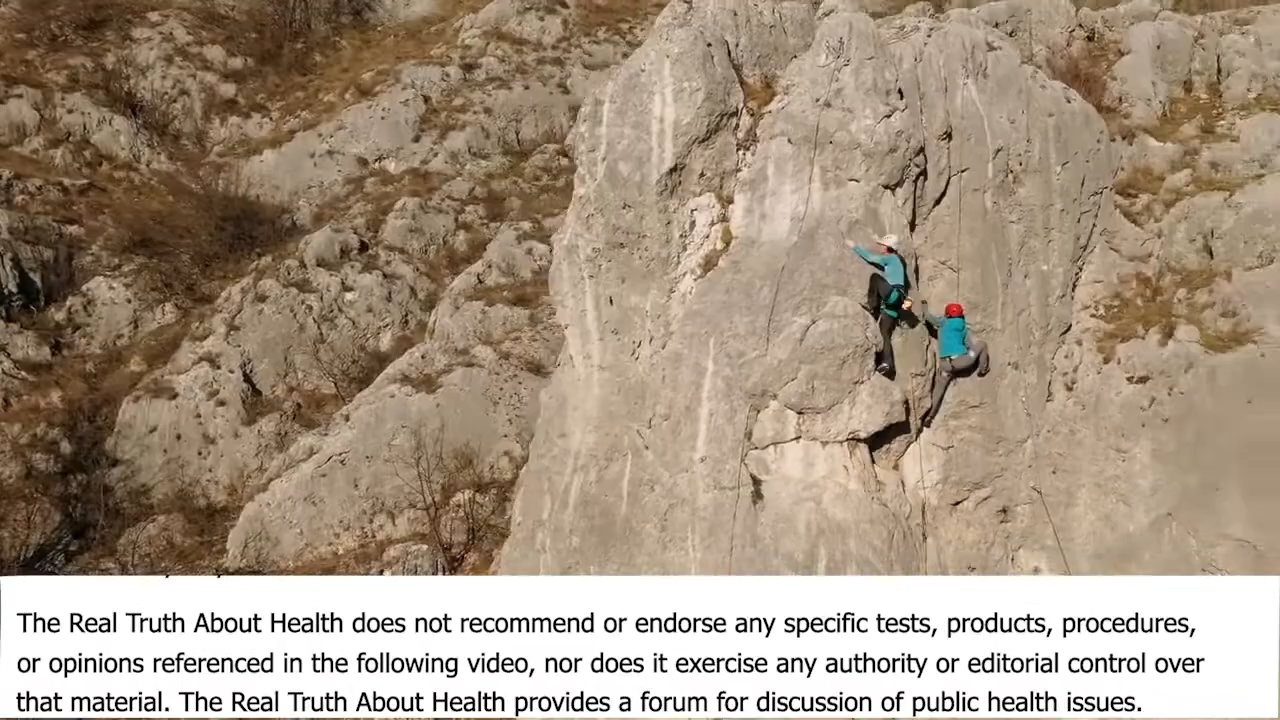 The Real Truth About Health does not recommend or endorse any specific tests, products, procedures,
or opinions referenced in the following video, nor does it exercise any authority or editorial control over
that material. The Real Truth About Health provides a forum for discussion of public health issues.